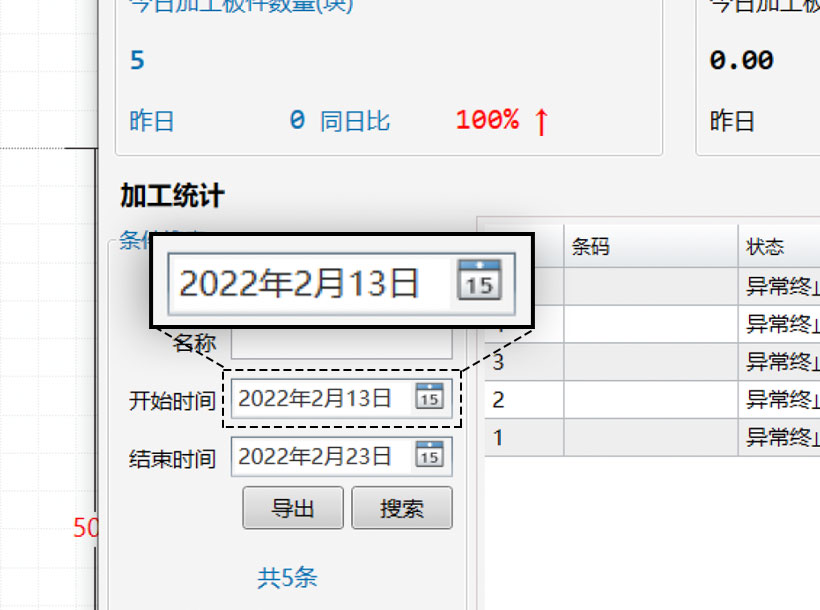 今日加工板件数量(块)
今日加工板
5
0.00
昨日 0 同日比 100% ↑
昨日
加工统计
条码 状态
2022年2月13日 15
异常终止
异常终止
名称
3 异常终止
开始时间 2022年2月13日 15
2 异常终止
结束时间 2022年2月23日 15
1 异常终止
导出 搜索
50
共5条